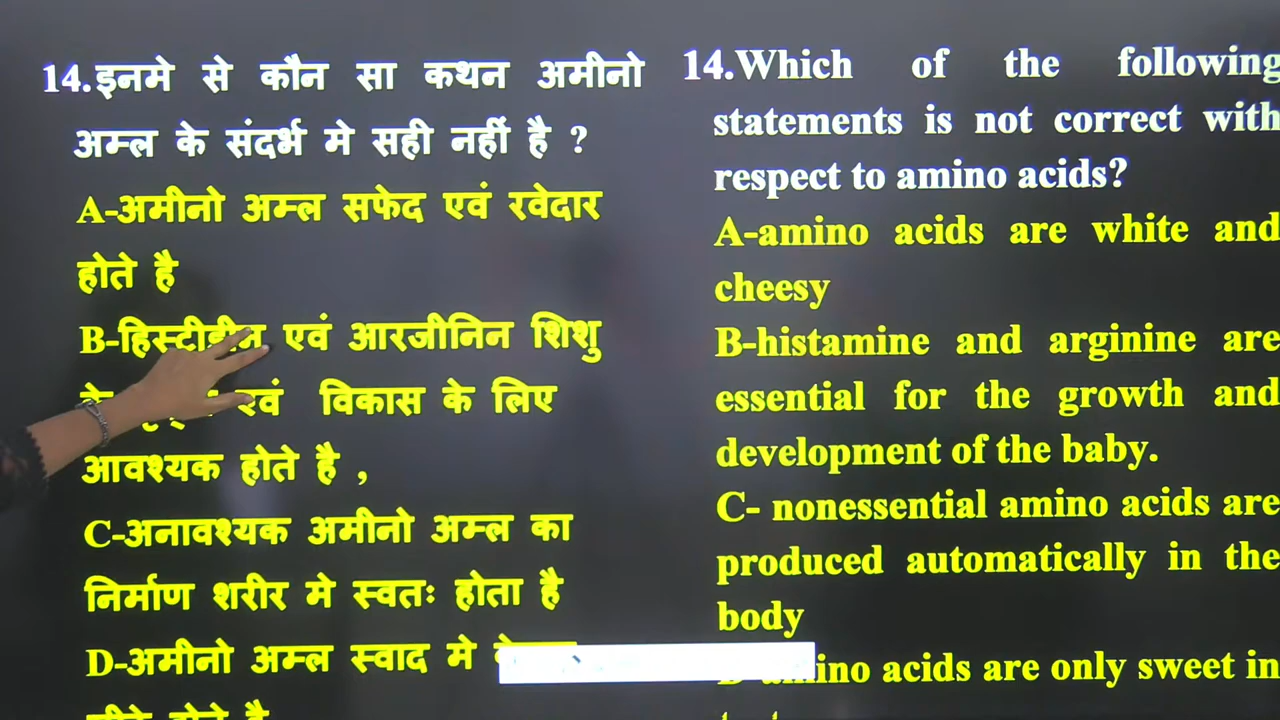 14.इनमे से कौन सा कथन अमीनो
अम्ल के संदर्भ मे सही नहीं है ?
A-अमीनो अम्ल सफेद एवं रवेदार
होते है
B-हिस्टीडीन एवं आरजीनिन शिशु
के एवं विकास के लिए
आवश्यक होते है ,
C-अनावश्यक अमीनो अम्ल का
निर्माण शरीर मे स्वतः होता है
D-अमीनो अम्ल स्वाद मे
14.Which of the following
statements is not correct with
respect to amino acids?
A-amino acids are white and
cheesy
B-histamine and arginine are
essential for the growth and
development of the baby.
C- nonessential amino acids are
produced automatically in the
body
acids are only sweet in